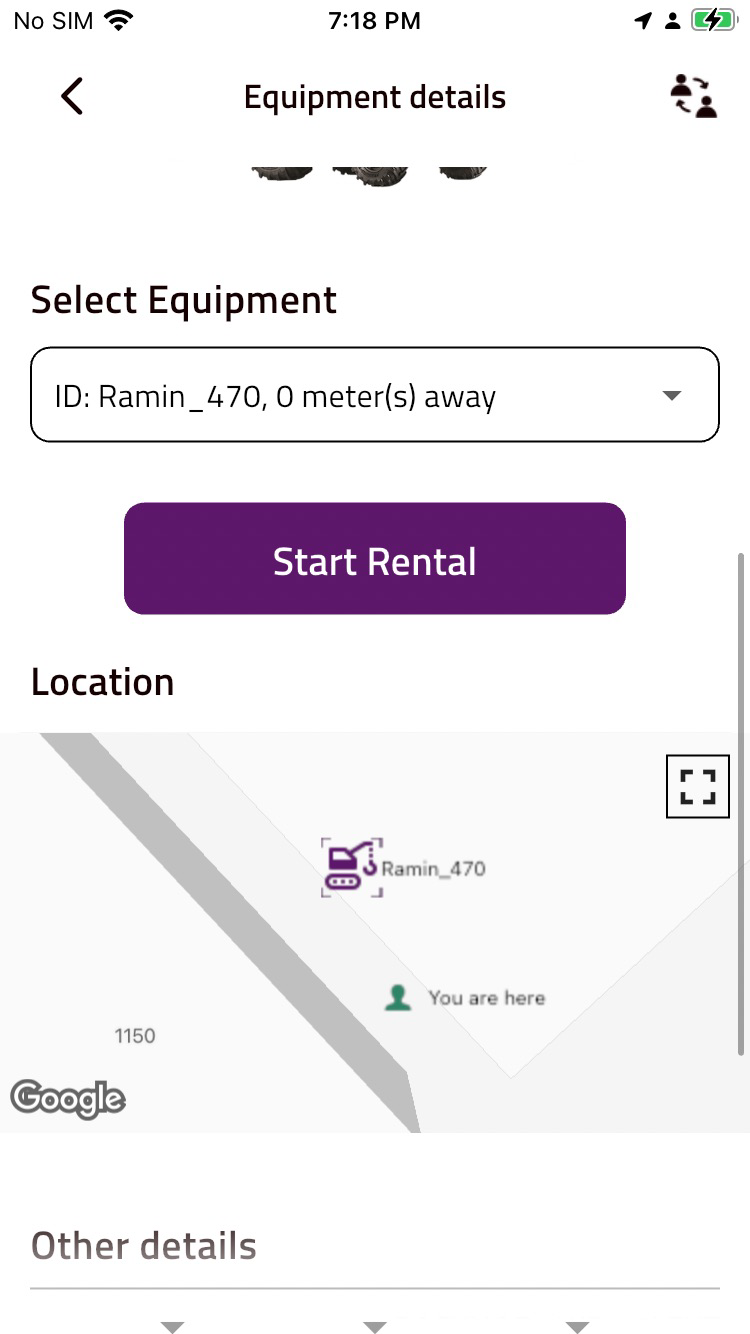 No SIM 7:18 PM
Equipment details
Select Equipment
ID: Ramin_470, 0 meter(s) away
Start Rental
Location
Ramin_470
You are here
1150
Google
Other details